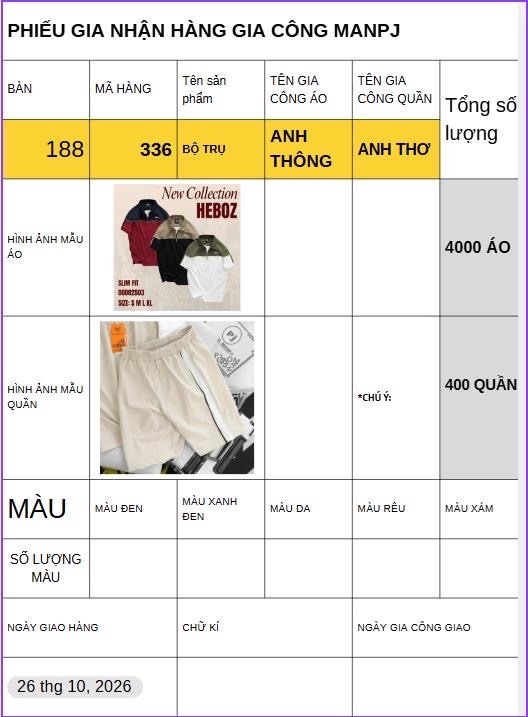 PHIẾU GIA NHẬN HÀNG GIA CÔNG MANPJ
BÀN
MÃ HÀNG
Tên sản
phẩm
TÊN GIA
CÔNG ÁO
TÊN GIA
CÔNG QUẦN
Tổng số
lượng
188
336
BỘ TRỤ
ANH
THÔNG
ANH THƠ
HÌNH ẢNH MẪU
ÁO
New Collection
HEBOZ
SLIM FIT
00002503
SIZE: S M L XL
4000 ÁO
HÌNH ẢNH MẪU
QUẦN
PJ
*CHÚ Ý:
400 QUẦN
MÀU
MÀU ĐEN
MÀU XANH
ĐEN
MÀU DA
MÀU RÊU
MÀU XÁM
SỐ LƯỢNG
MÀU
NGÀY GIAO HÀNG
CHỮ KÍ
NGÀY GIA CÔNG GIAO
26 thg 10, 2026